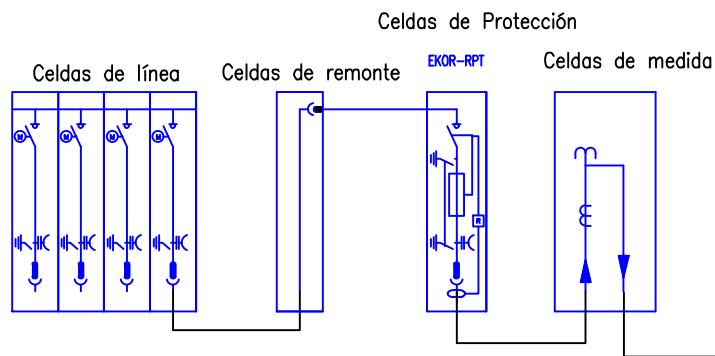 Celdas de Protección
Celdas de línea
Celdas de remonte
EKOR-RPT
Celdas de medida
M
M
M
M
R